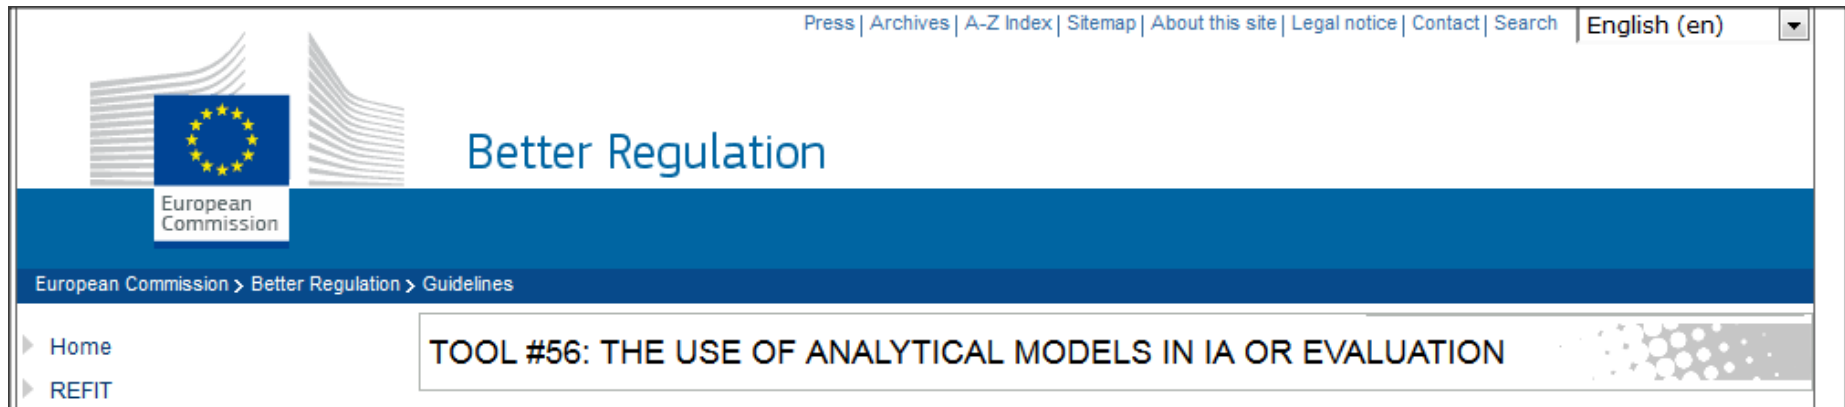 Press | Archives | A-Z Index | Sitemap | About this site | Legal notice | Contact | Search English (en)
Better Regulation
European
Commission
European Commission > Better Regulation > Guidelines
Home
TOOL #56: THE USE OF ANALYTICAL MODELS IN IA OR EVALUATION
REFIT